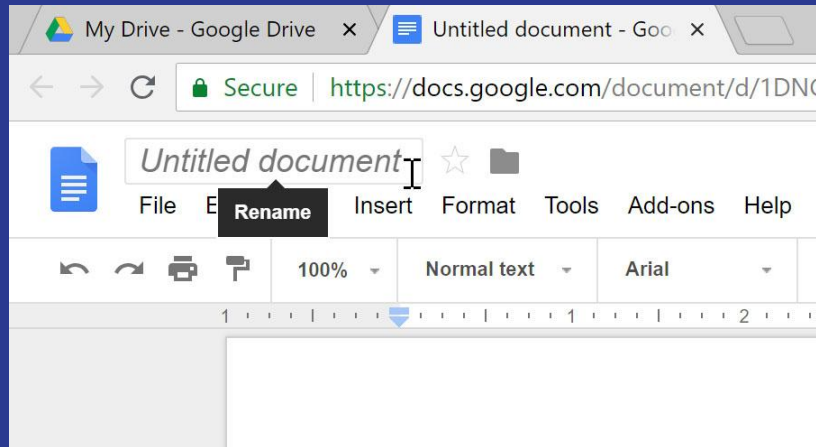 My Drive - Google Drive
Untitled document - Goo
Secure
https://docs.google.com/document/d/1DN
Untitled document
Rename
File E Insert Format Tools Add-ons Help
100% Normal text Arial
1 1 2